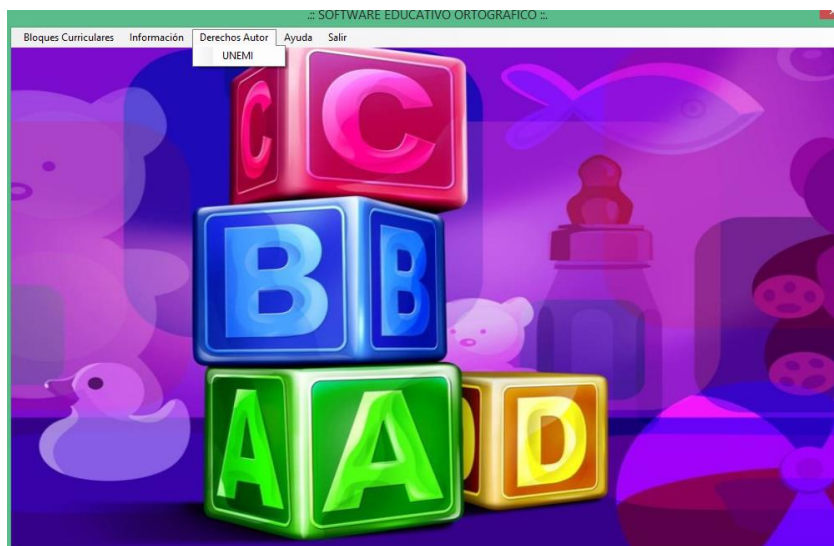 .:: SOFTWARE EDUCATIVO ORTOGRAFICO ::.
Bloques Curriculares Información Derechos Autor Ayuda Salir
UNEMI
C C
B B
A A D